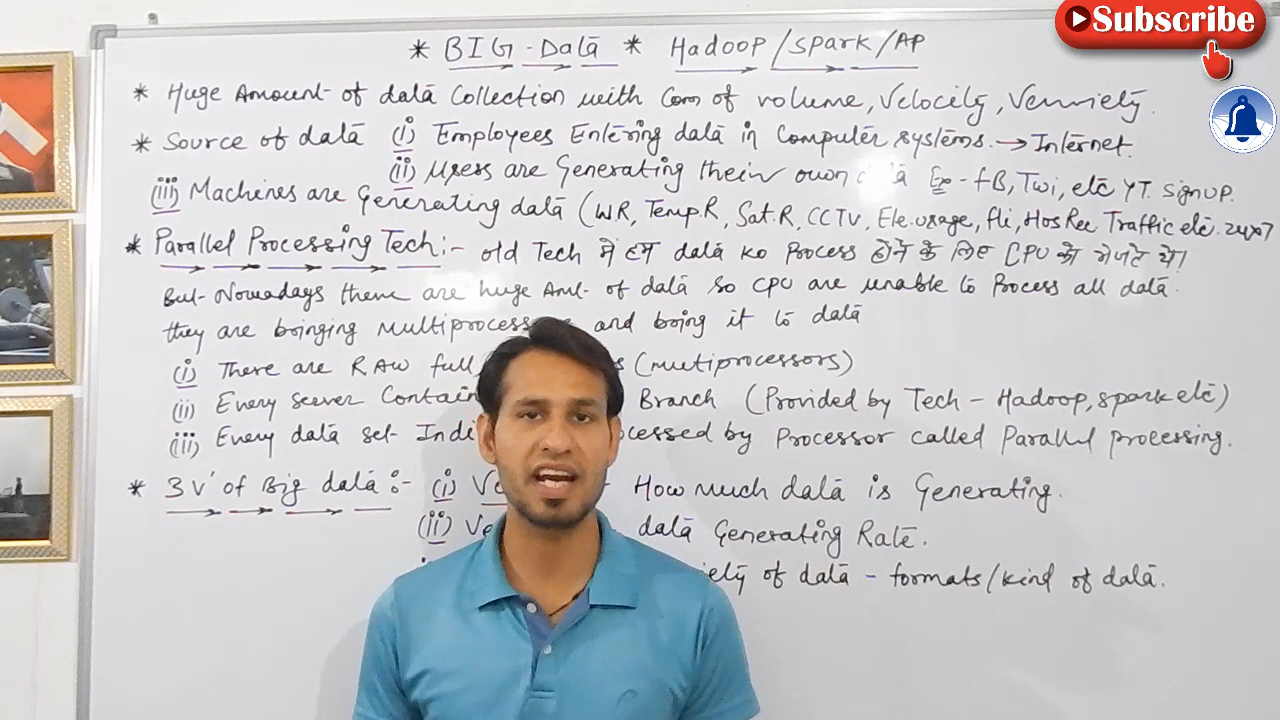 Subscribe
* BIG-Data * Hadoop/spark/AP
* Huge Amount of data Collection with Com of volume, Velocity, Verriety.
* Source of data (i) Employees Entering data in Computer systems. → Internet.
(ii) Users are Generating their own Ex- fB, Twi, etc YT. Sign UP.
(iii) Machines are Generating data (WR, Temp.R, Sat.R, CCTV, Ele. usage, fli, Hos Rec Traffic etc. 24x7
* Parallel Processing Tech :- old Tech में हम data ko Process होने के लिए CPU को भेजते थे।
But Nowadays there are huge Amt of data so CPU are unable to Process all data.
they are bringing multiprocess and bring it to data
(i) There are RAW full (multiprocessors)
(ii) Every server Contain Branch (Provided by Tech - Hadoop, spark etc)
(iii) Every data set Indi ocessed by Processor called Parallel processing.
* 3 V' of Big data :- (i) V - How much data is Generating.
(ii) Ve data Generating Rate.
iety of data - formats/kind of data.